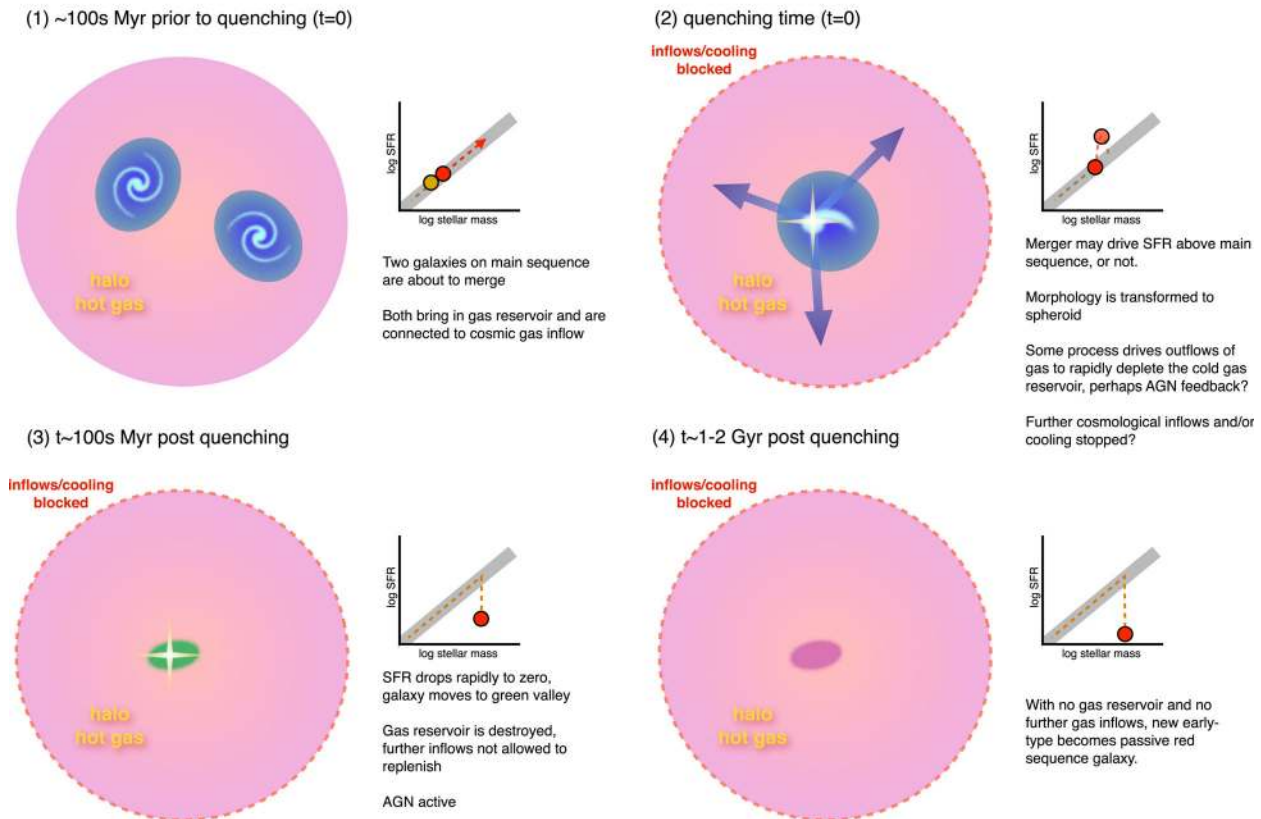 (1) ~100s Myr prior to quenching (t=0)
halo
hot gas
log SFR
log stellar mass
Two galaxies on main sequence
are about to merge
Both bring in gas reservoir and are
connected to cosmic gas inflow
(2) quenching time (t=0)
inflows/cooling
blocked
halo
hot gas
log SFR
log stellar mass
Merger may drive SFR above main
sequence, or not.
Morphology is transformed to
spheroid
Some process drives outflows of
gas to rapidly deplete the cold gas
reservoir, perhaps AGN feedback?
Further cosmological inflows and/or
cooling stopped?
(3) t~100s Myr post quenching
inflows/cooling
blocked
halo
hot gas
log SFR
log stellar mass
SFR drops rapidly to zero,
galaxy moves to green valley
Gas reservoir is destroyed,
further inflows not allowed to
replenish
AGN active
(4) t~1-2 Gyr post quenching
inflows/cooling
blocked
halo
hot gas
log SFR
log stellar mass
With no gas reservoir and no
further gas inflows, new early-
type becomes passive red
sequence galaxy.